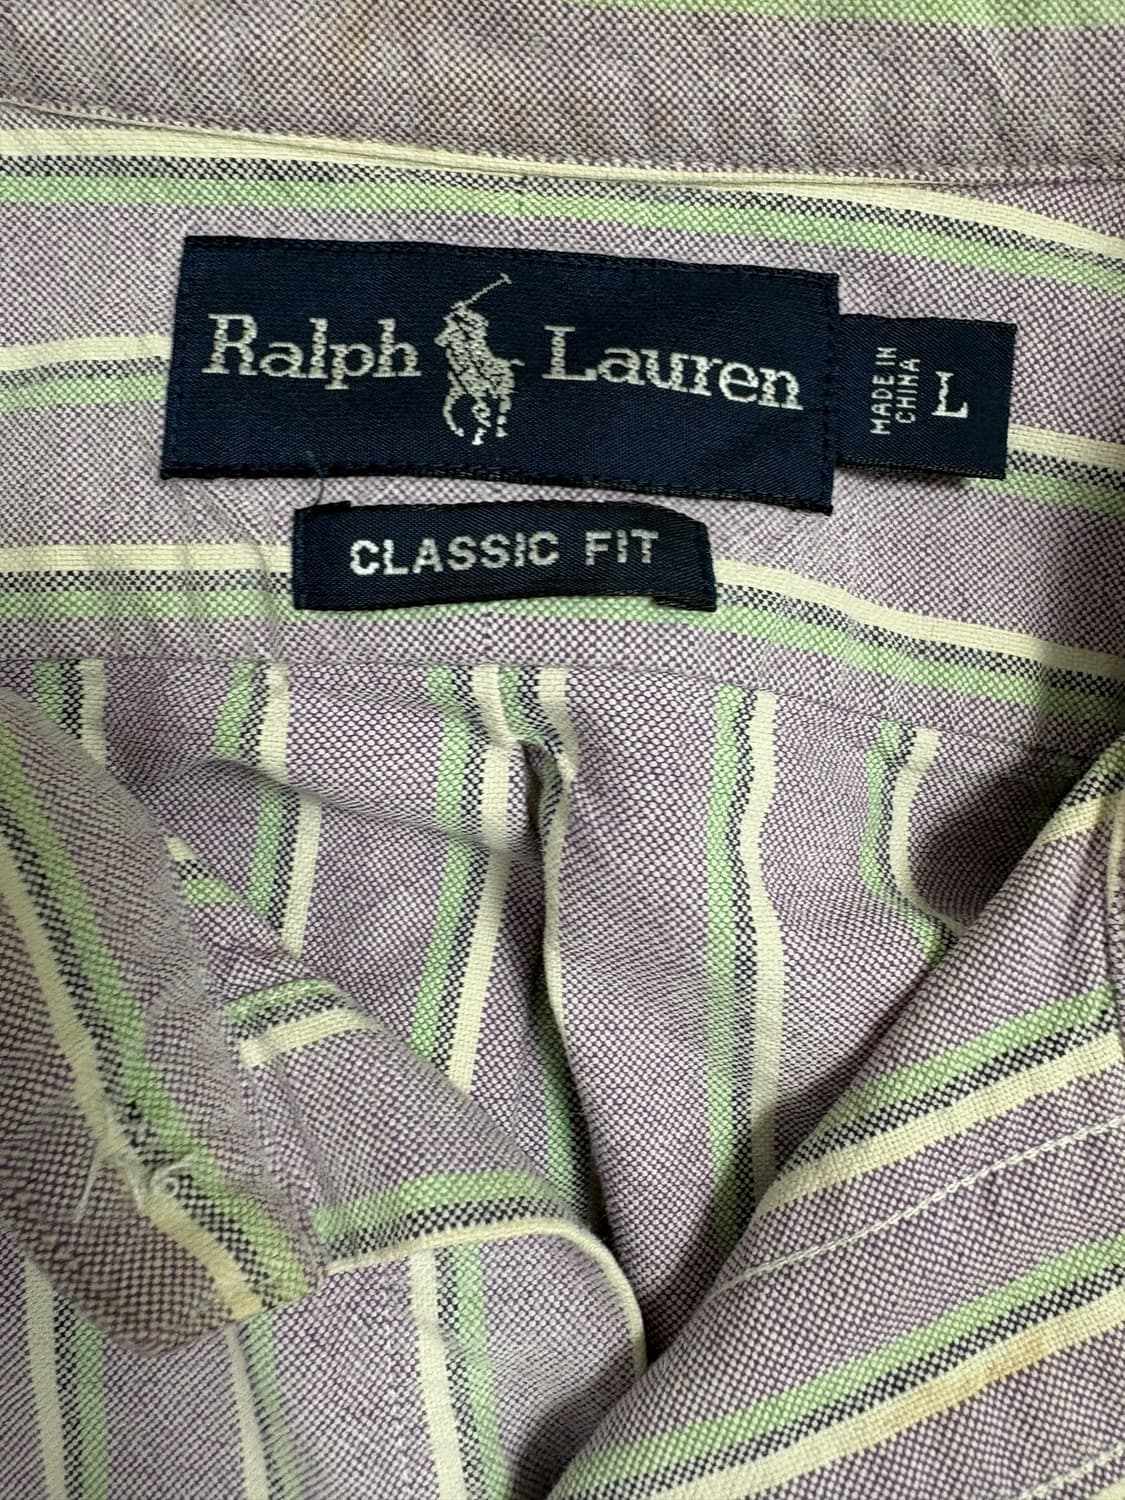 Ralph Lauren
MADE IN
CHINA
L
CLASSIC FIT